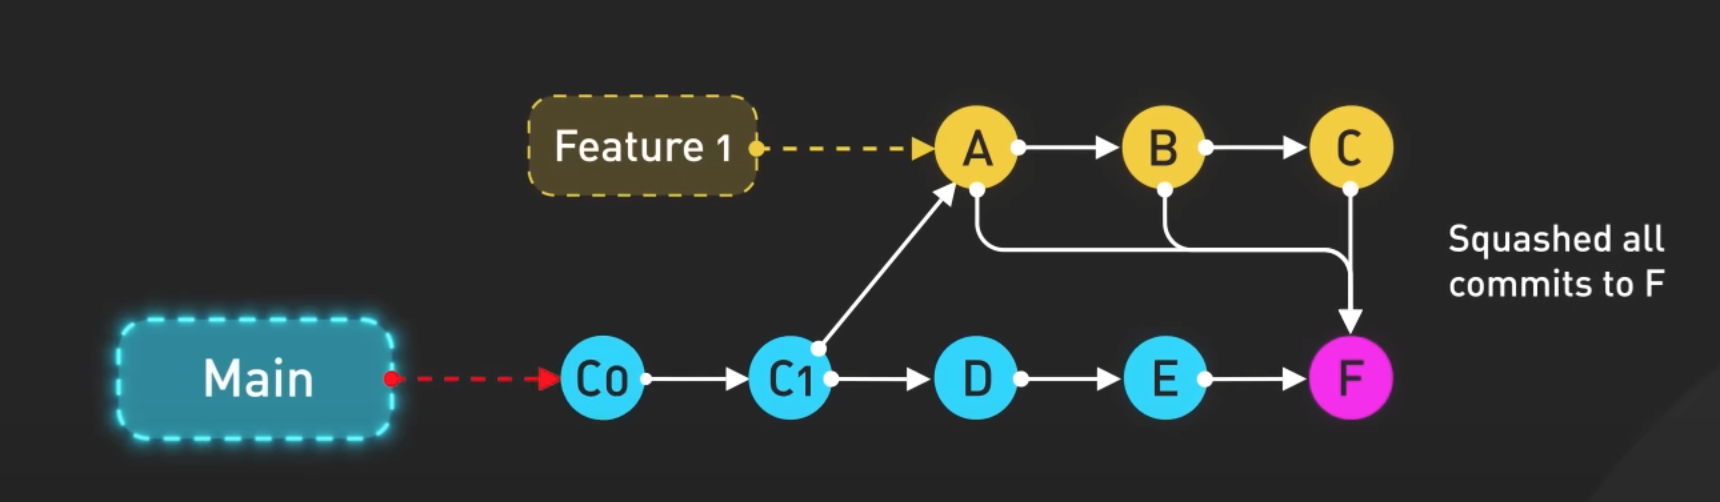 Feature 1
A
B
C
Squashed all
commits to F
Main
C0
C1
D
E
F